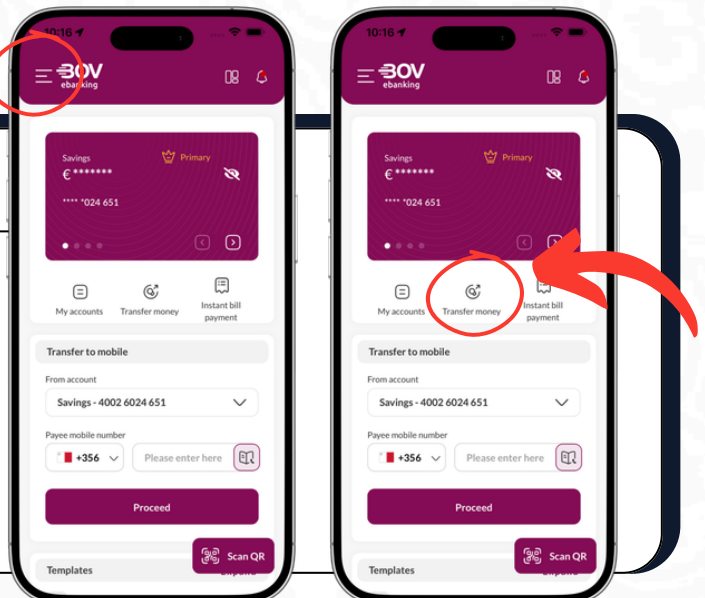 10:16
BOV
ebanking
Savings
Primary
€ *******
**** *024 651
My accounts
Transfer money
Instant bill
payment
Transfer to mobile
From account
Savings - 4002 6024 651
Payee mobile number
+356
Please enter here
Proceed
Scan QR
Templates
10:16
BOV
ebanking
Savings
Primary
€ *******
**** *024 651
My accounts
Transfer money
Instant bill
payment
Transfer to mobile
From account
Savings - 4002 6024 651
Payee mobile number
+356
Please enter here
Proceed
Scan QR
Templates